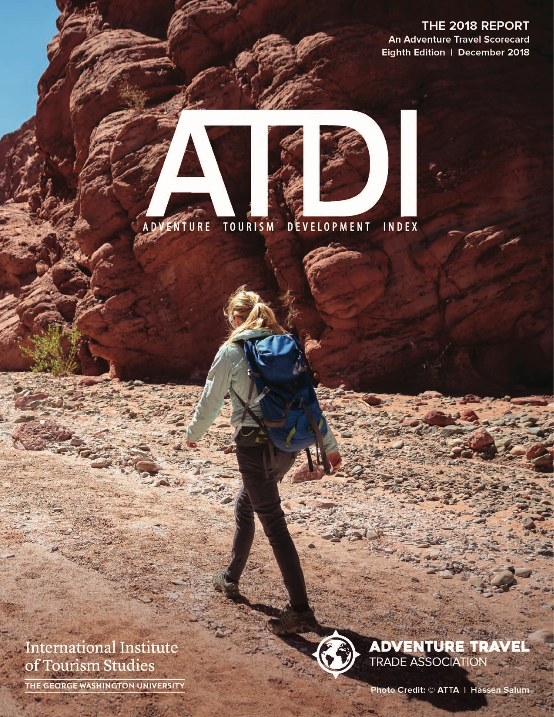 THE 2018 REPORT
An Adventure Travel Scorecard
Eighth Edition | December 2018
ATDI
ADVENTURE TOURISM DEVELOPMENT INDEX
International Institute
of Tourism Studies
THE GEORGE WASHINGTON UNIVERSITY
ADVENTURE TRAVEL
TRADE ASSOCIATION
Photo Credit: © ATTA | Hassen Salum